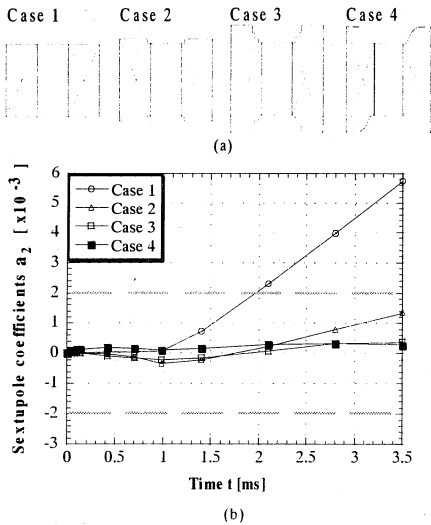 Case 1 Case 2 Case 3 Case 4
(a)
Sextupole coefficients a2 [x10-3]
6
5
4
3
2
1
0
-1
-2
-3
Case 1
Case 2
Case 3
Case 4
0 0.5 1 1.5 2 2.5 3 3.5
Time t [ms]
(b)